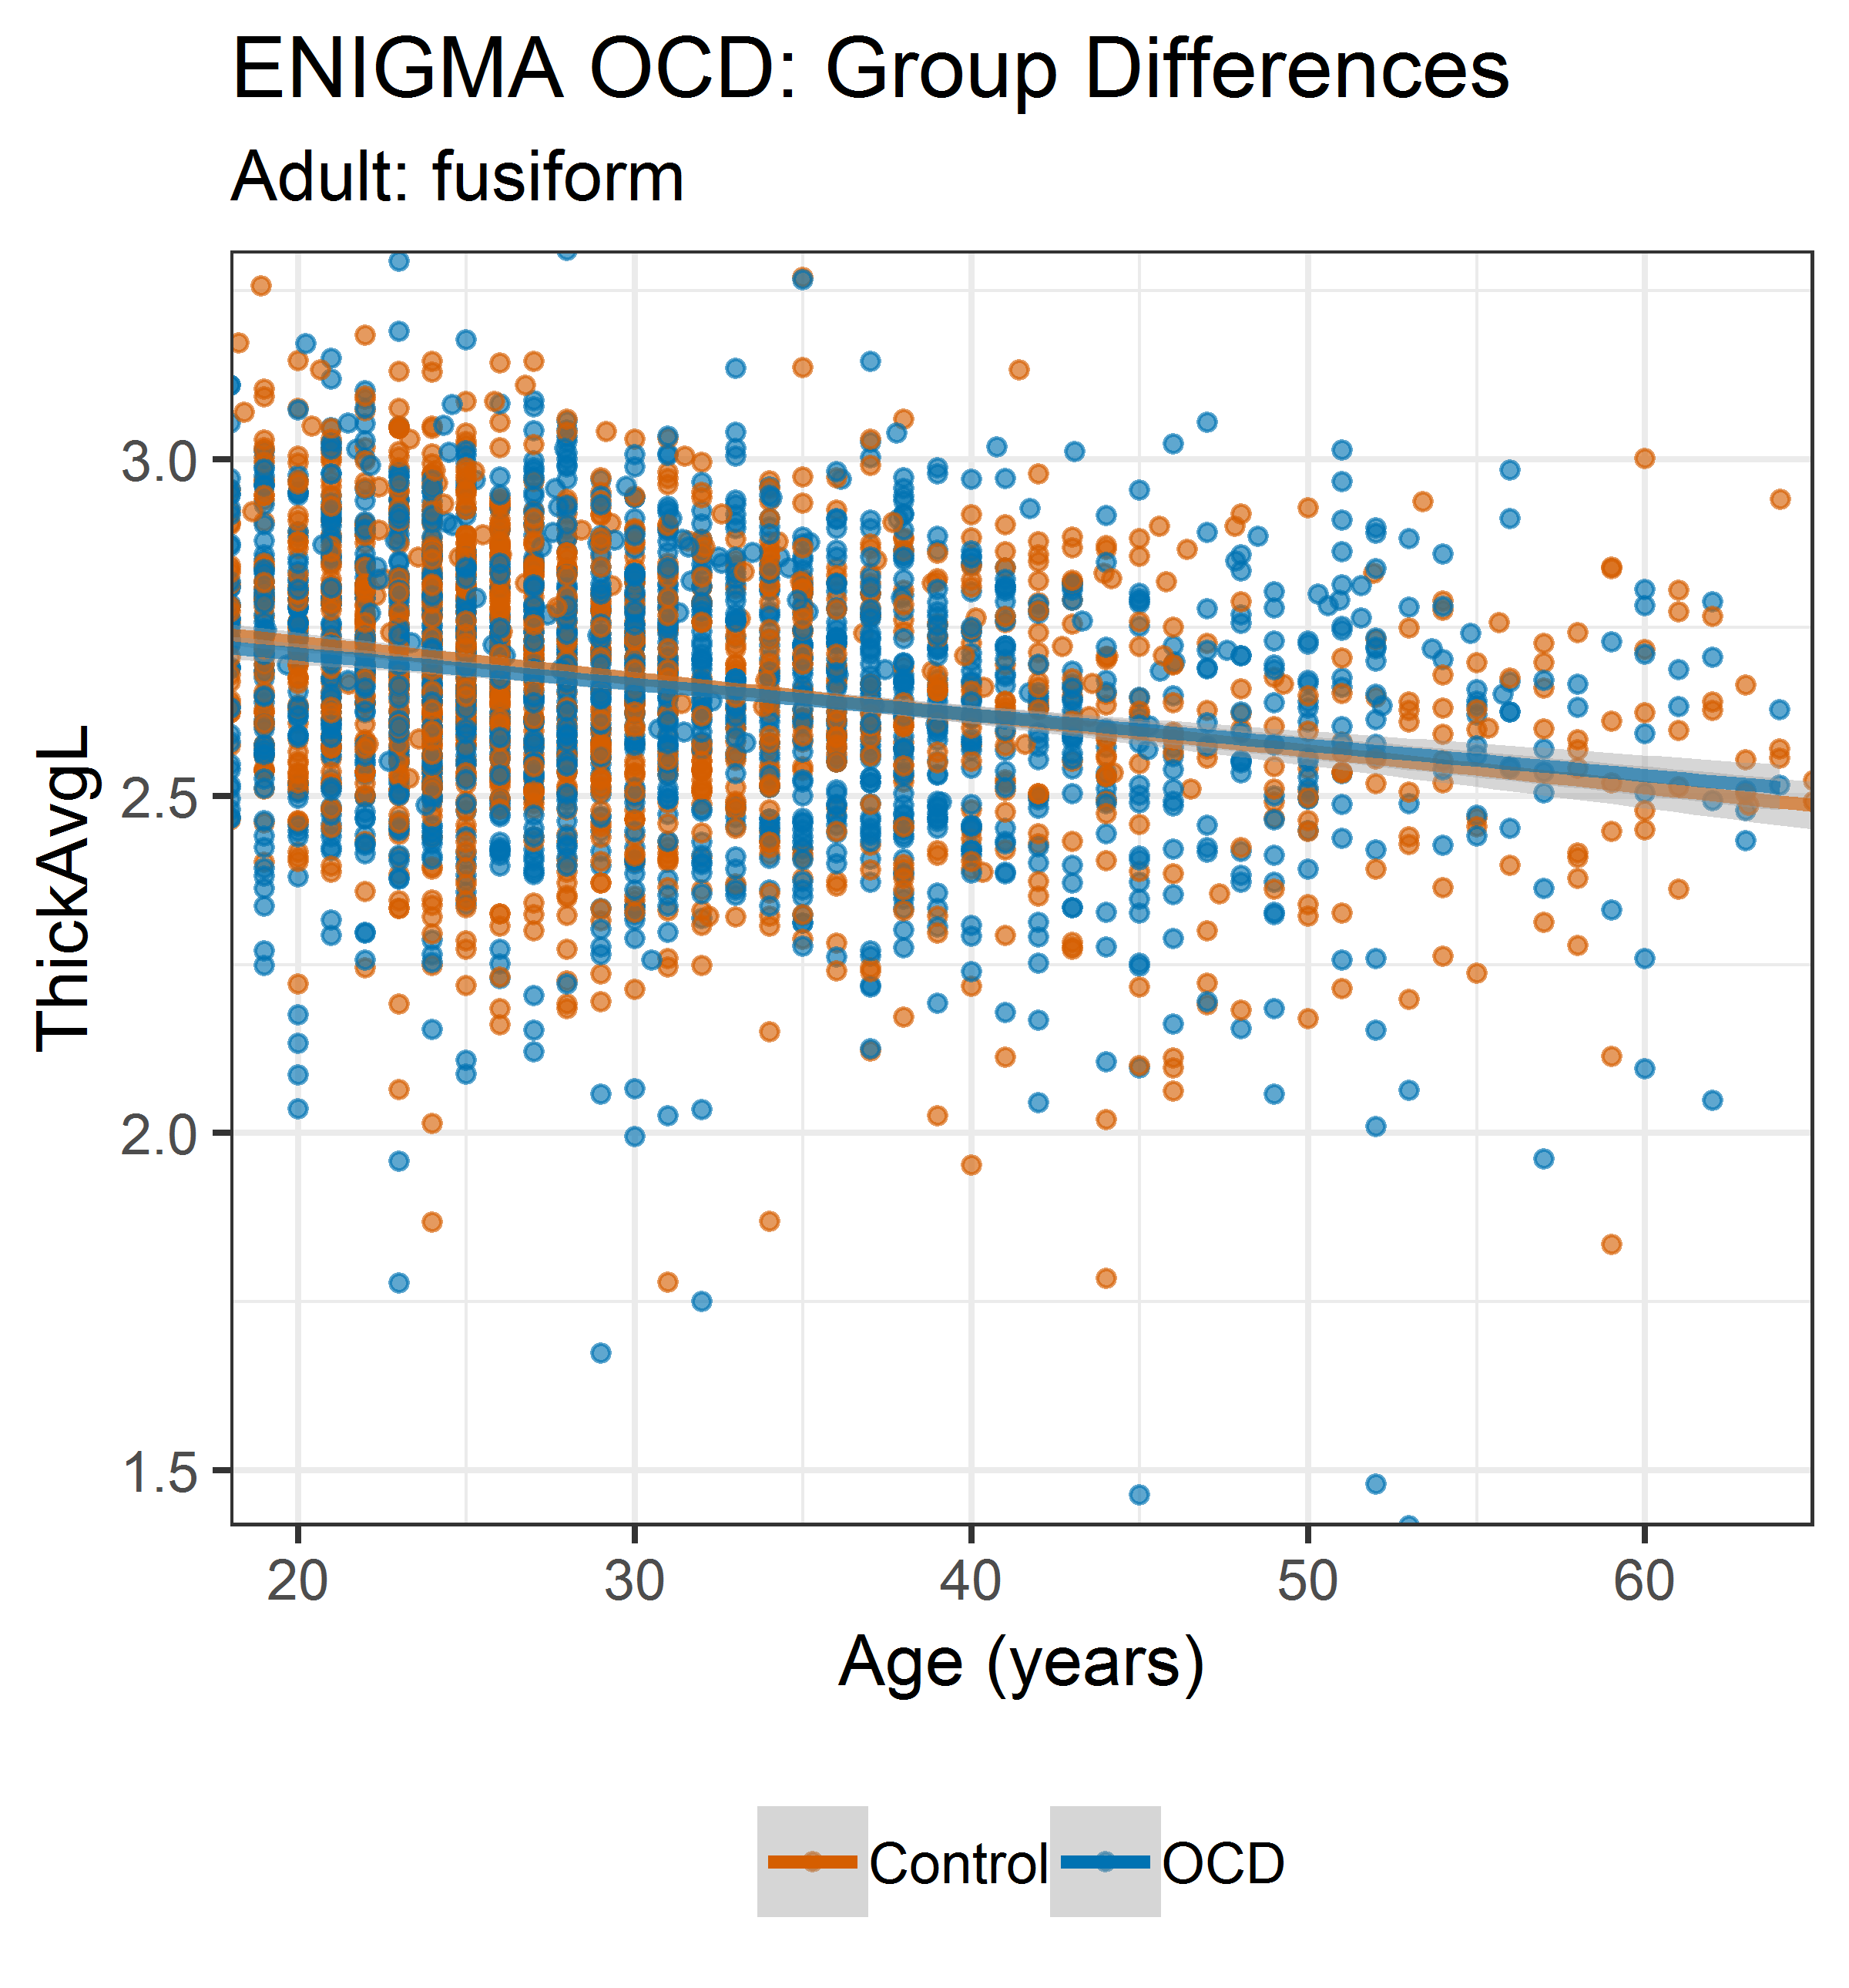 ENIGMA OCD: Group Differences
Adult: fusiform
ThickAvgL
3.0
2.5
2.0
1.5
20 30 40 50 60
Age (years)
Control OCD